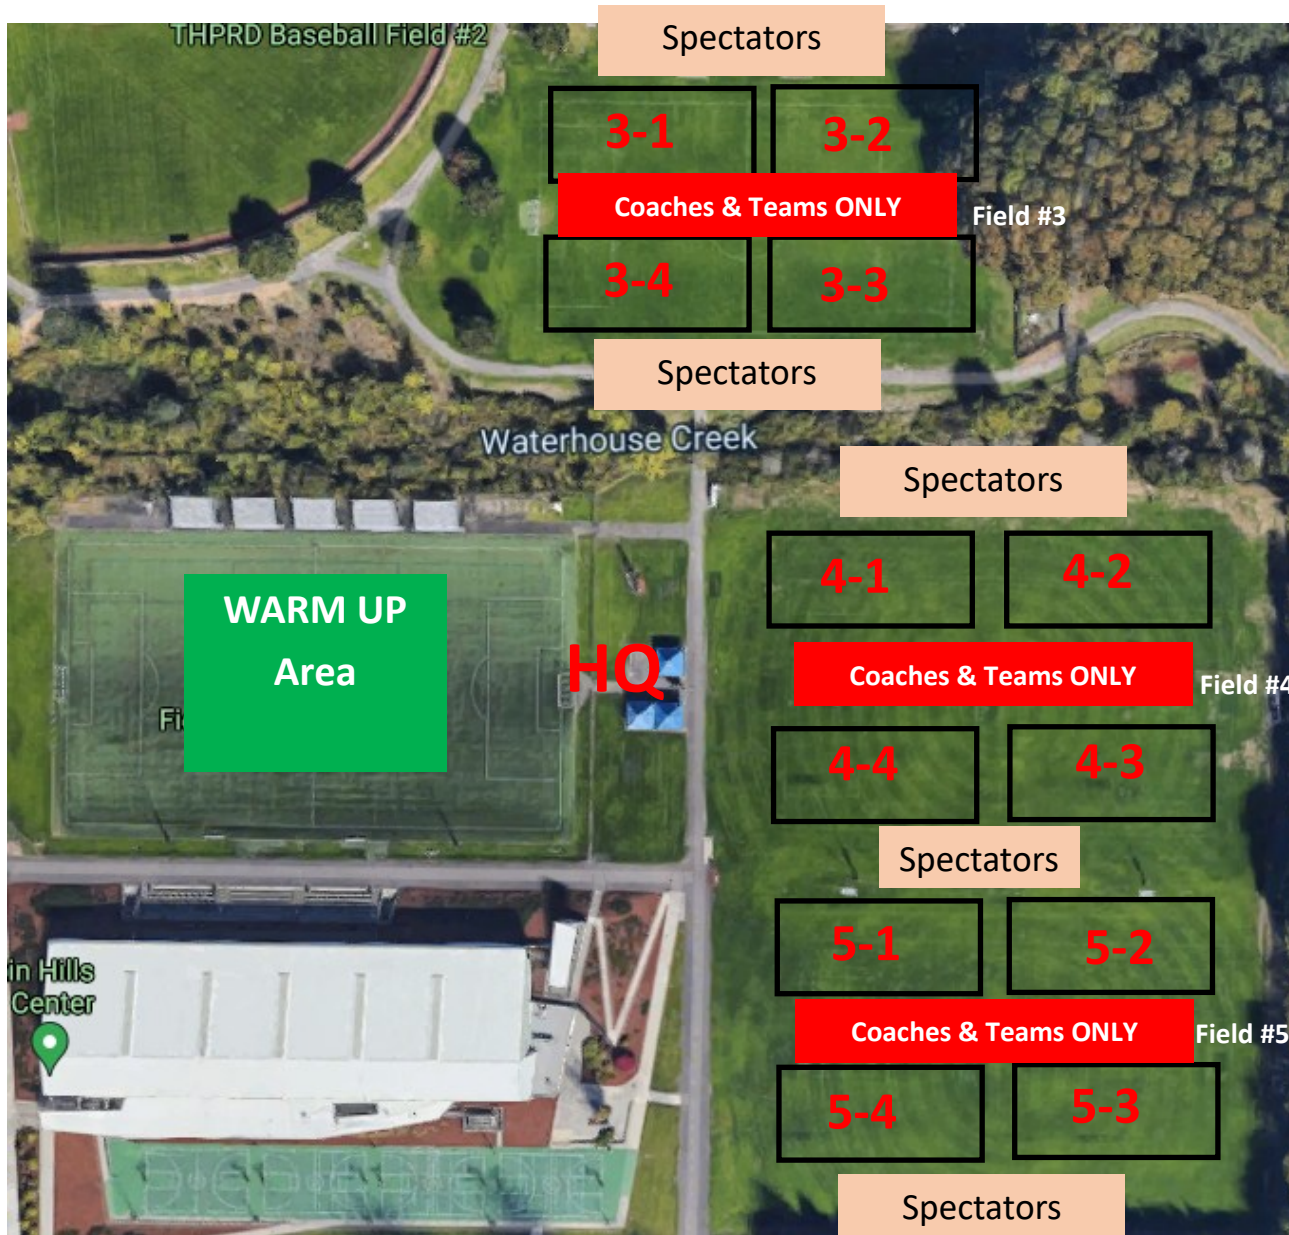 THPRD Baseball Field #2
Spectators
3-1
3-2
Coaches & Teams ONLY
Field #3
3-4
3-3
Spectators
Waterhouse Creek
Spectators
4-1
4-2
WARM UP
Area
HQ
Coaches & Teams ONLY
Field #4
4-4
4-3
Spectators
5-1
5-2
in Hills
Center
Coaches & Teams ONLY
Field #5
5-4
5-3
Spectators